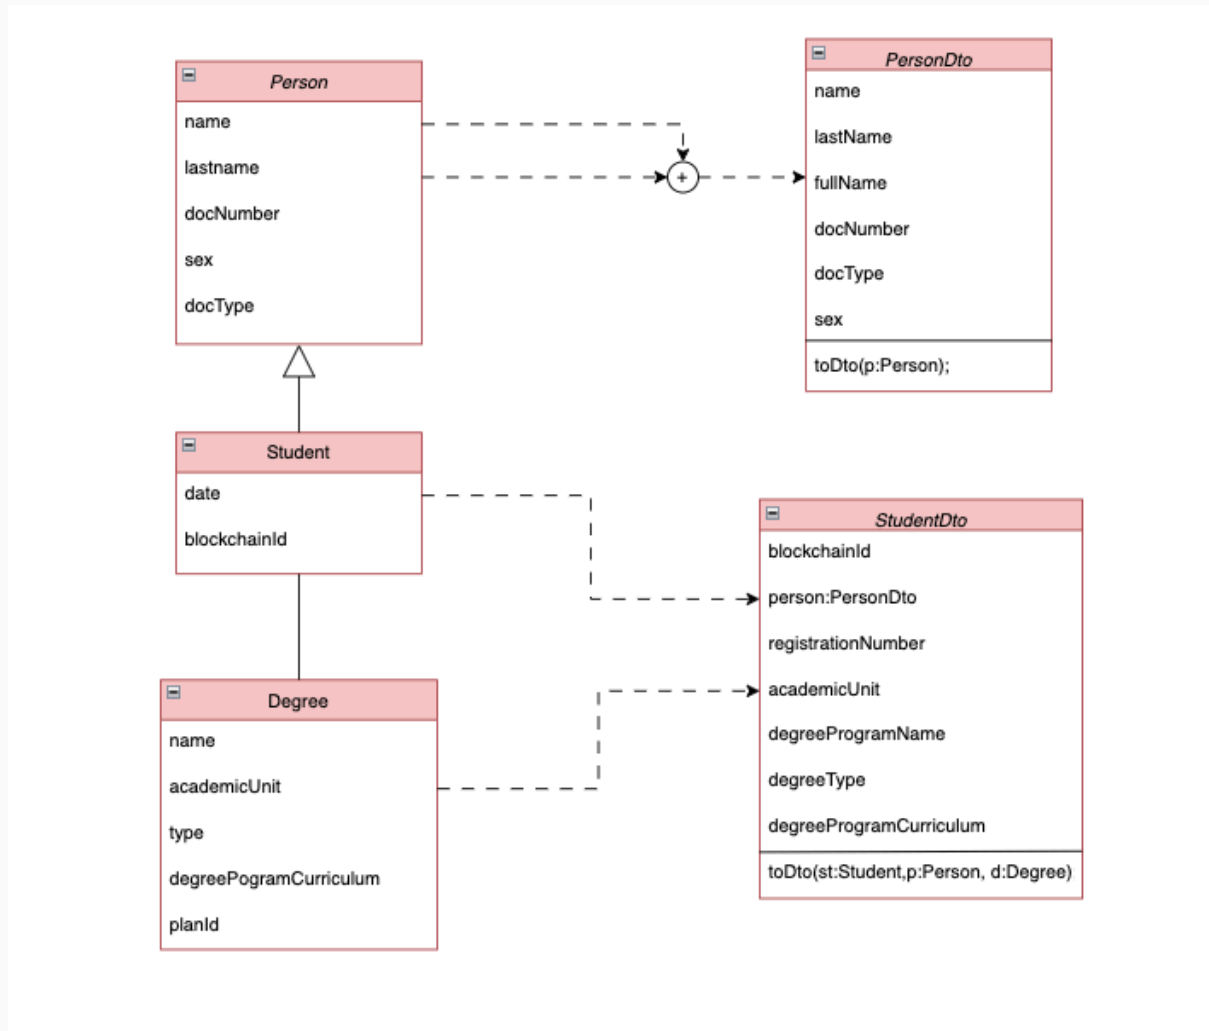 Person
name
lastname
docNumber
sex
docType
+
PersonDto
name
lastName
fullName
docNumber
docType
sex
toDto(p:Person);
Student
date
blockchainId
StudentDto
blockchainId
person:PersonDto
registrationNumber
academicUnit
degreeProgramName
degreeType
degreeProgramCurriculum
toDto(st:Student,p:Person, d:Degree)
Degree
name
academicUnit
type
degreePogramCurriculum
planId